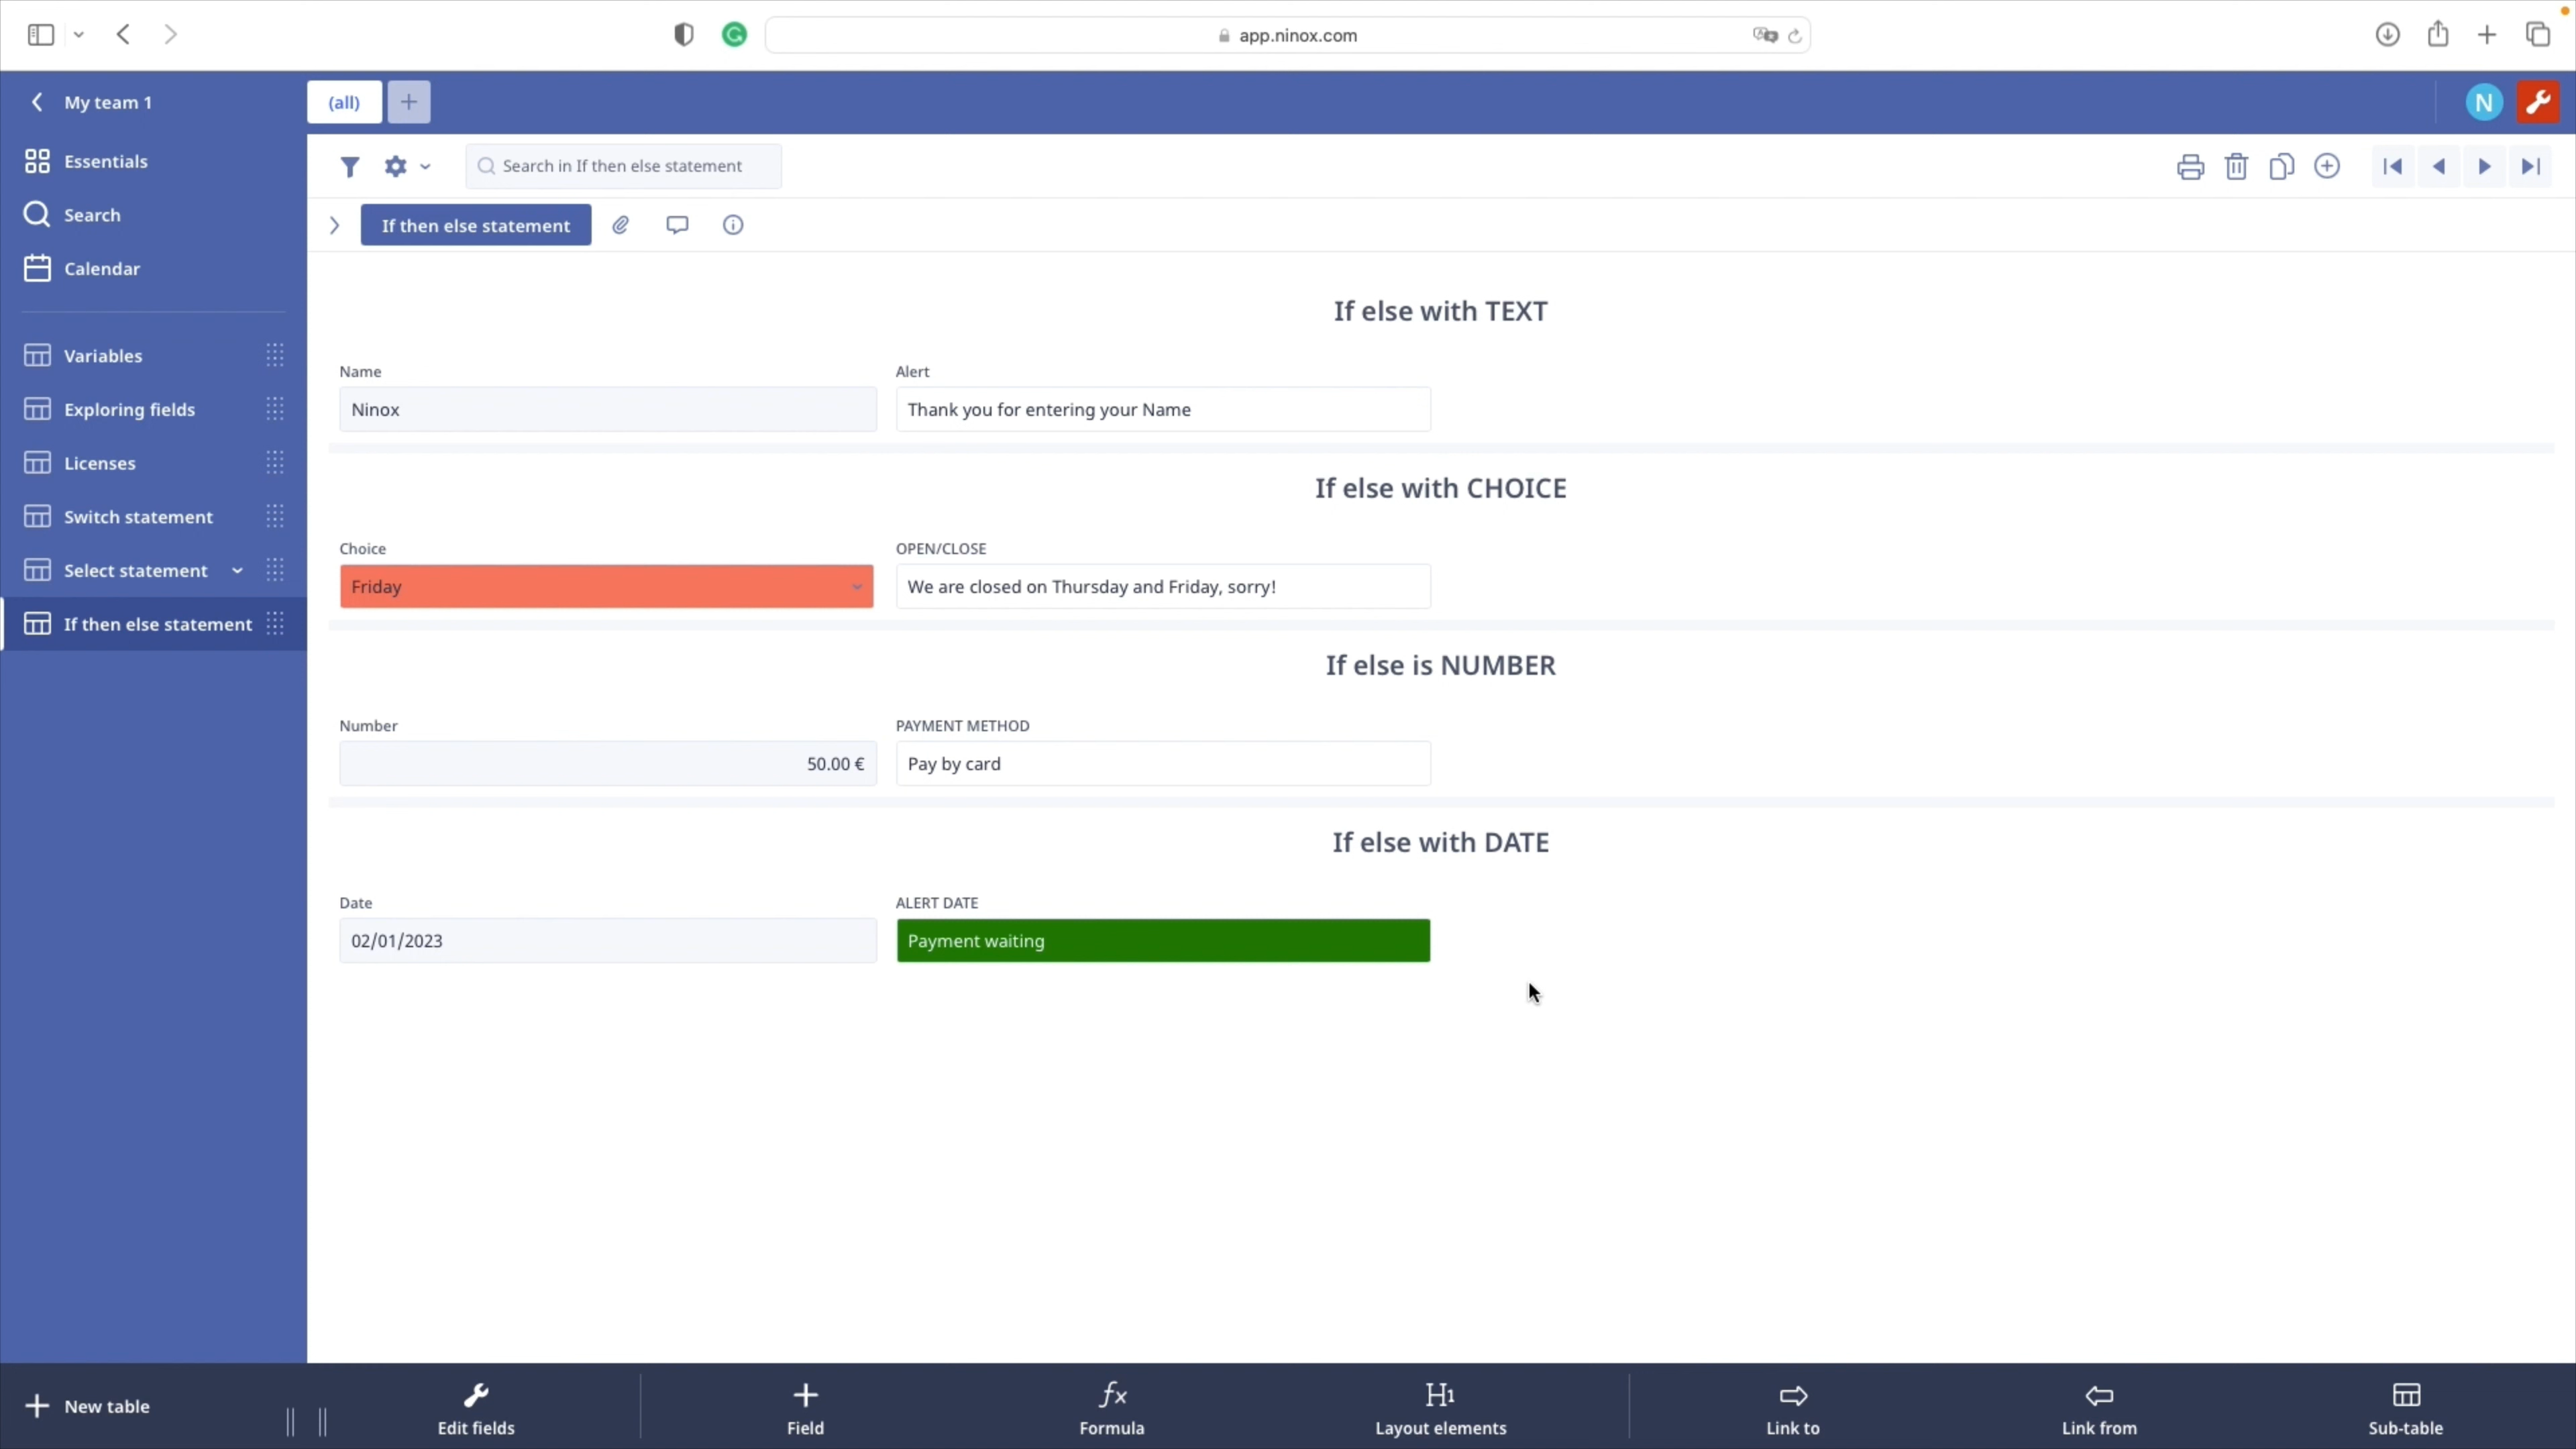 app.ninox.com
My team 1
(all)
N
Essentials
Search in If then else statement
Search
If then else statement
Calendar
If else with TEXT
Variables
Name
Alert
Exploring fields
Ninox
Thank you for entering your Name
Licenses
If else with CHOICE
Switch statement
Choice
OPEN/CLOSE
Select statement
Friday
We are closed on Thursday and Friday, sorry!
If then else statement
If else is NUMBER
Number
PAYMENT METHOD
50.00 €
Pay by card
If else with DATE
Date
ALERT DATE
02/01/2023
Payment waiting
New table
Edit fields
Field
fx
Formula
H1
Layout elements
Link to
Link from
Sub-table